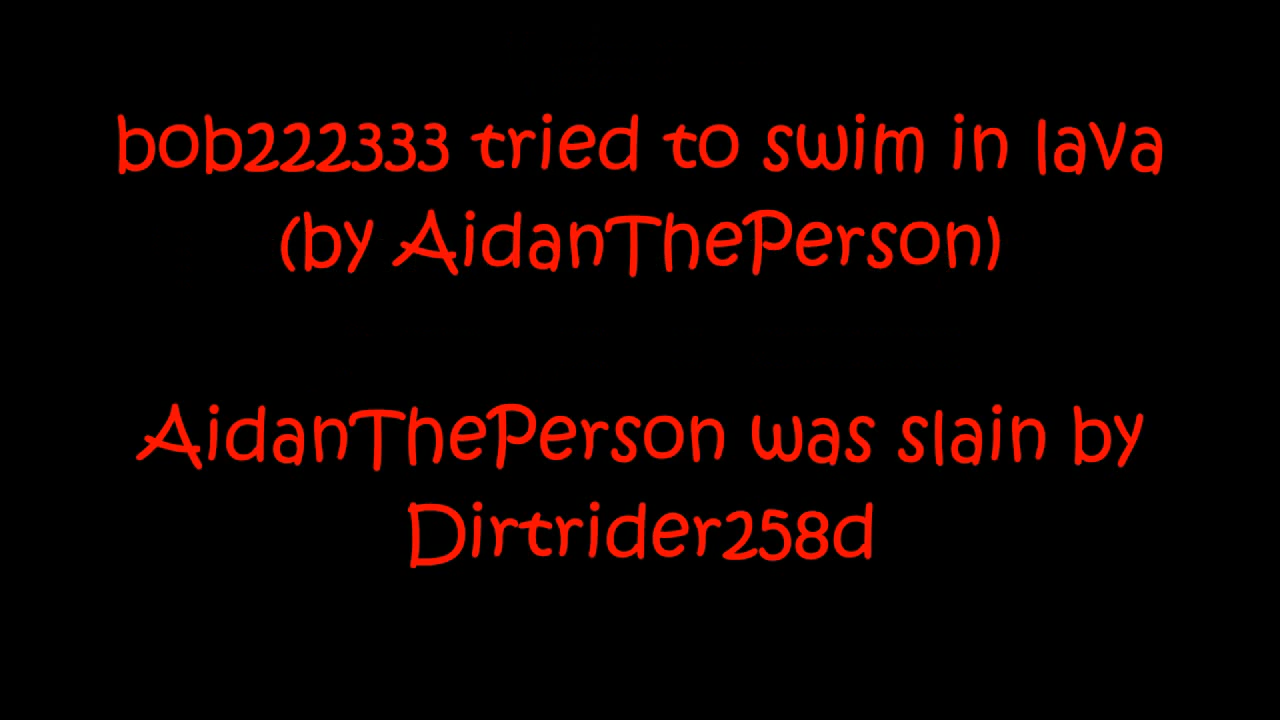 bob222333 tried to swim in lava
(by AidanThePerson)
AidanThePerson was slain by
Dirtrider258d